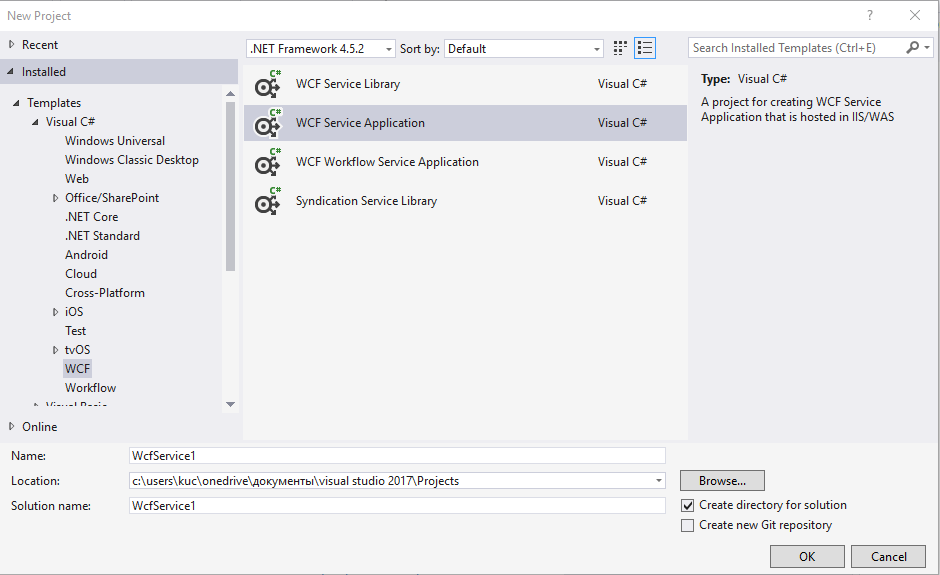 New Project
?
Recent
.NET Framework 4.5.2
Sort by:
Default
Search Installed Templates (Ctrl+E)
Installed
Templates
Visual C#
Windows Universal
Windows Classic Desktop
Web
Office/SharePoint
.NET Core
.NET Standard
Android
Cloud
Cross-Platform
iOS
Test
tvOS
WCF
Workflow
Visual Basic
Online
C#
WCF Service Library
Visual C#
C#
WCF Service Application
Visual C#
C#
WCF Workflow Service Application
Visual C#
C#
Syndication Service Library
Visual C#
Type: Visual C#
A project for creating WCF Service
Application that is hosted in IIS/WAS
Name:
WcfService1
Location:
c:\users\kuc\onedrive\документы\visual studio 2017\Projects
Browse...
Solution name:
WcfService1
Create directory for solution
Create new Git repository
OK
Cancel